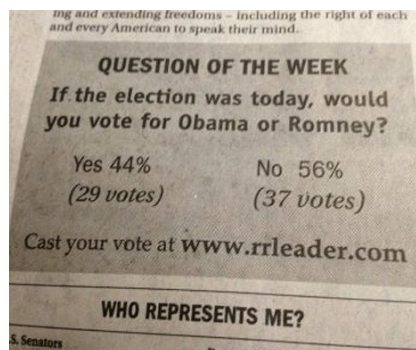 ing and extending freedoms – including the right of each
and every American to speak their mind.
QUESTION OF THE WEEK
If the election was today, would
you vote for Obama or Romney?
Yes 44% No 56%
(29 votes) (37 votes)
Cast your vote at www.rrleader.com
WHO REPRESENTS ME?
.S. Senators